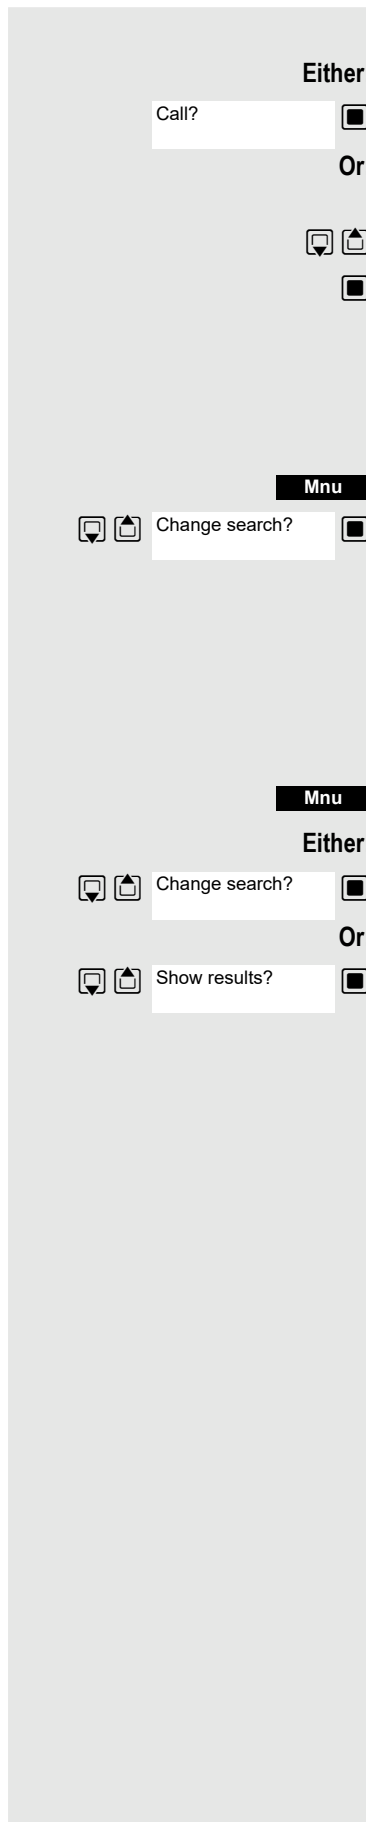 Either
Call?
Or
Mnu
Change search?
Mnu
Either
Change search?
Or
Show results?